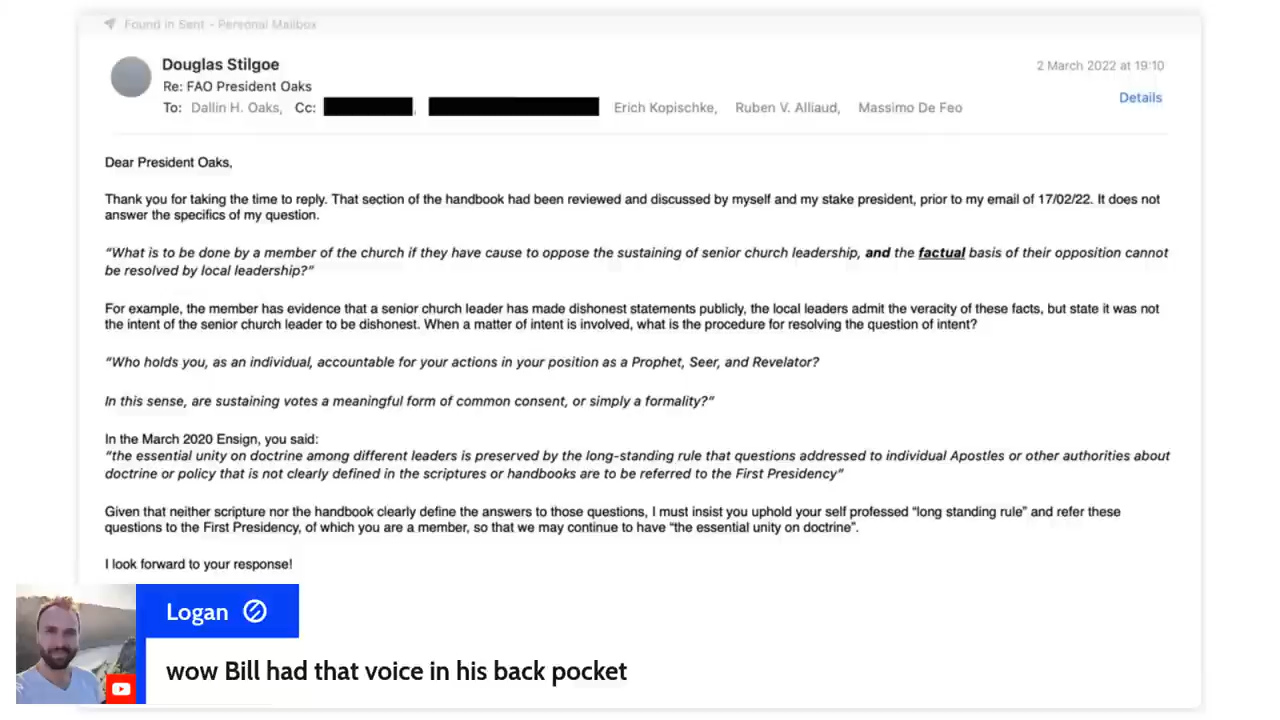 Found in Sent - Personal Mailbox
Douglas Stilgoe
2 March 2022 at 19:10
Re: FAO President Oaks
Details
To: Dallin H. Oaks, Cc: , Erich Kopischke, Ruben V. Alliaud, Massimo De Feo
Dear President Oaks,
Thank you for taking the time to reply. That section of the handbook had been reviewed and discussed by myself and my stake president, prior to my email of 17/02/22. It does not
answer the specifics of my question.
“What is to be done by a member of the church if they have cause to oppose the sustaining of senior church leadership, and the factual basis of their opposition cannot
be resolved by local leadership?”
For example, the member has evidence that a senior church leader has made dishonest statements publicly, the local leaders admit the veracity of these facts, but state it was not
the intent of the senior church leader to be dishonest. When a matter of intent is involved, what is the procedure for resolving the question of intent?
“Who holds you, as an individual, accountable for your actions in your position as a Prophet, Seer, and Revelator?
In this sense, are sustaining votes a meaningful form of common consent, or simply a formality?”
In the March 2020 Ensign, you said:
“the essential unity on doctrine among different leaders is preserved by the long-standing rule that questions addressed to individual Apostles or other authorities about
doctrine or policy that is not clearly defined in the scriptures or handbooks are to be referred to the First Presidency”
Given that neither scripture nor the handbook clearly define the answers to those questions, I must insist you uphold your self professed “long standing rule” and refer these
questions to the First Presidency, of which you are a member, so that we may continue to have “the essential unity on doctrine”.
I look forward to your response!
Logan
wow Bill had that voice in his back pocket